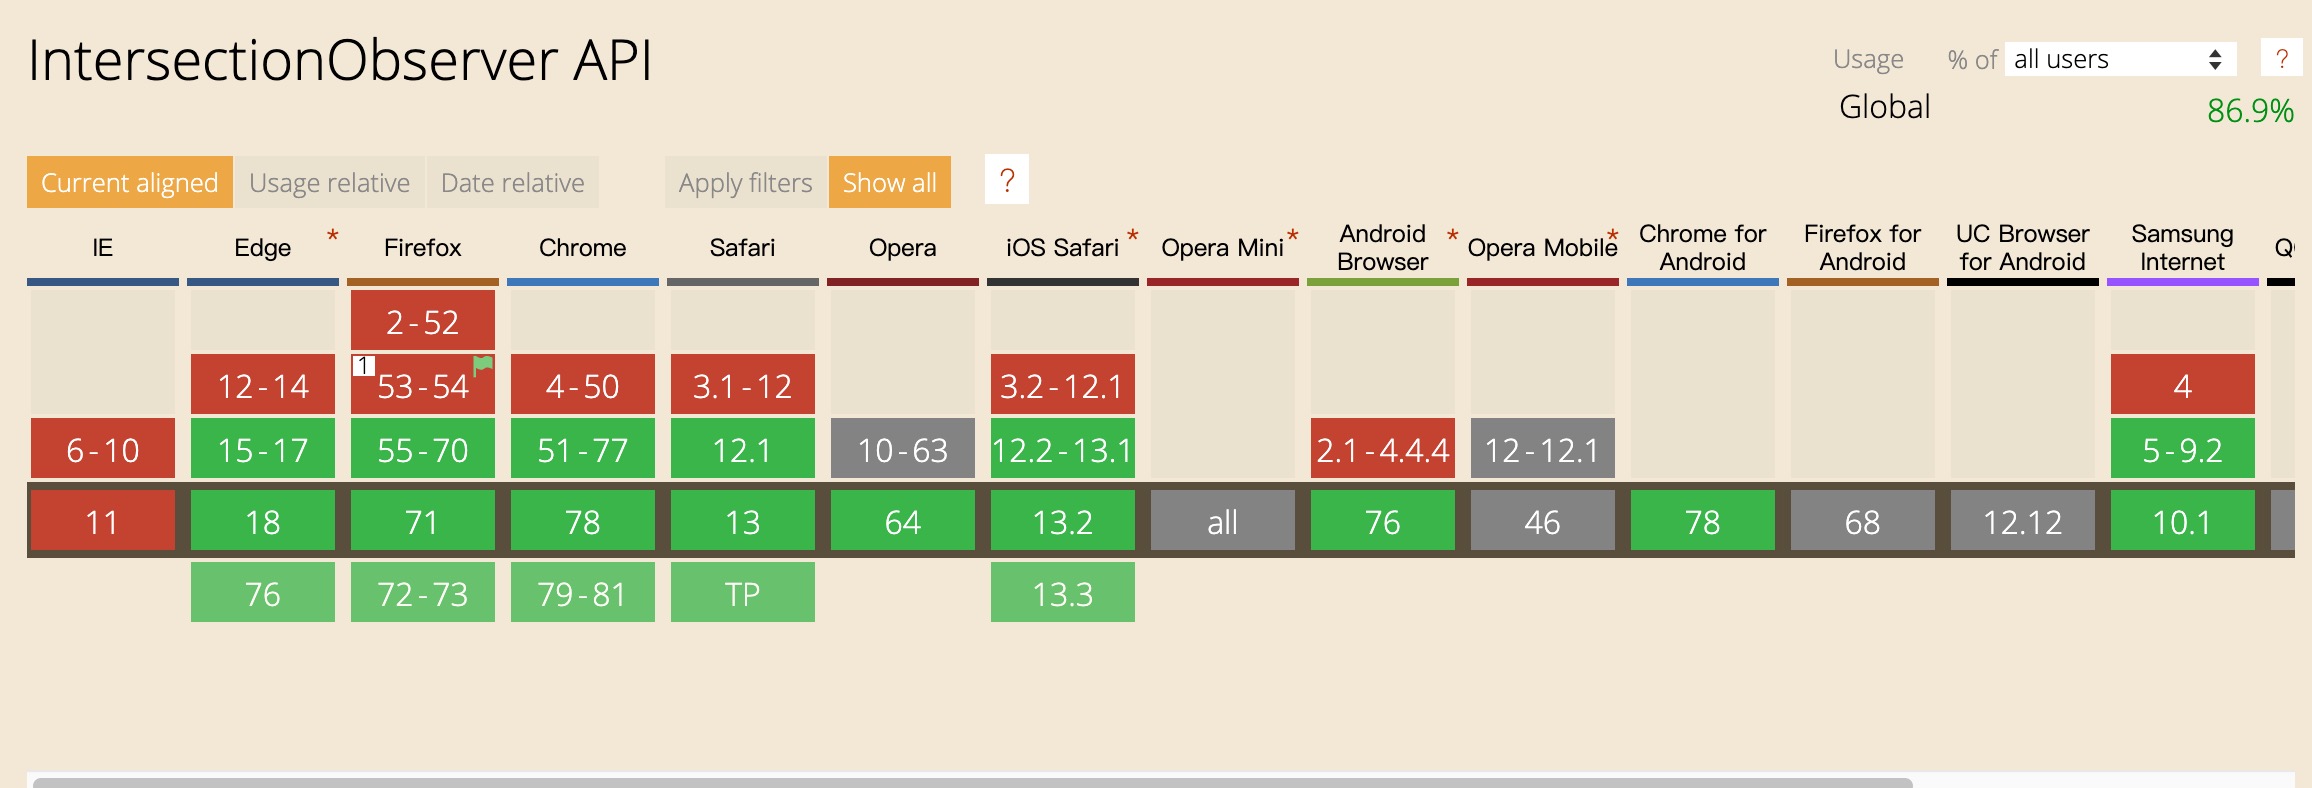 IntersectionObserver API
Usage % of all users ?
Global 86.9%
Current aligned Usage relative Date relative Apply filters Show all ?
IE Edge * Firefox Chrome Safari Opera iOS Safari * Opera Mini * Android Browser * Opera Mobile * Chrome for Android Firefox for Android UC Browser for Android Samsung Internet
2-52
12-14 1 53-54 4-50 3.1-12 3.2-12.1 4
6-10 15-17 55-70 51-77 12.1 10-63 12.2-13.1 2.1-4.4.4 12-12.1 5-9.2
11 18 71 78 13 64 13.2 all 76 46 78 68 12.12 10.1
76 72-73 79-81 TP 13.3